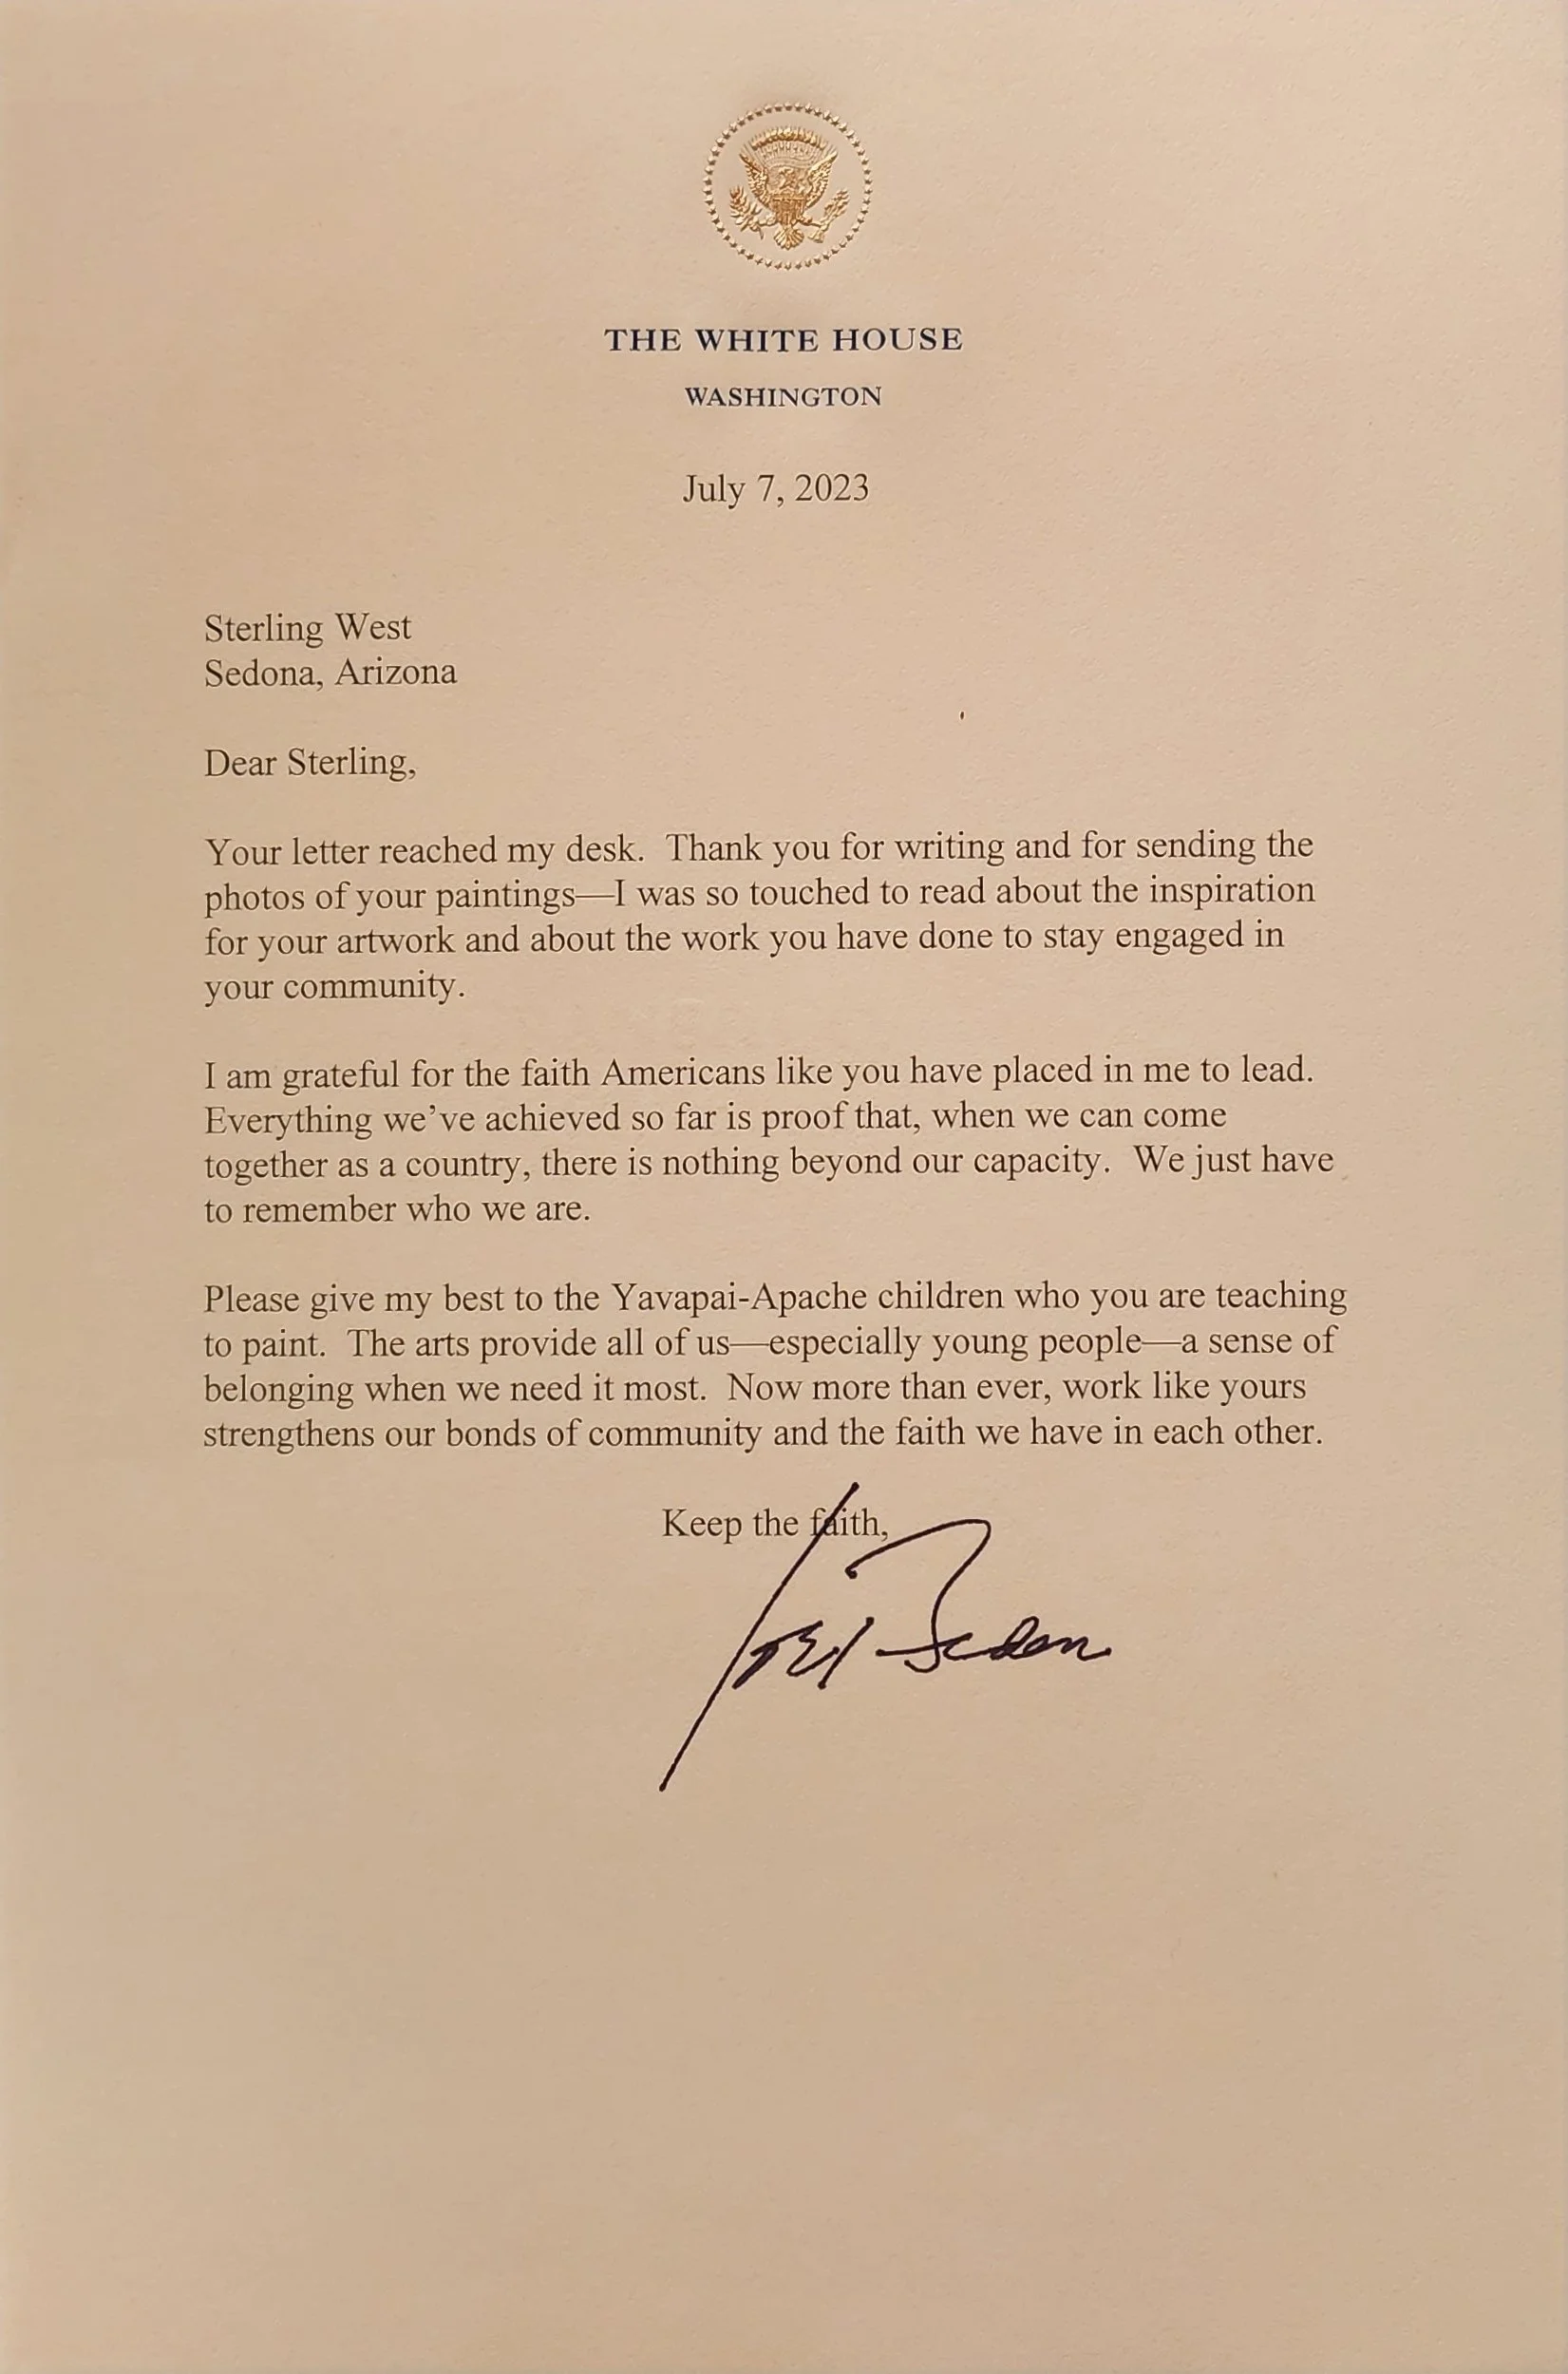 THE WHITE HOUSE
WASHINGTON
July 7, 2023
Sterling West
Sedona, Arizona
Dear Sterling,
Your letter reached my desk.  Thank you for writing and for sending the
photos of your paintings—I was so touched to read about the inspiration
for your artwork and about the work you have done to stay engaged in
your community.
I am grateful for the faith Americans like you have placed in me to lead.
Everything we’ve achieved so far is proof that, when we can come
together as a country, there is nothing beyond our capacity.  We just have
to remember who we are.
Please give my best to the Yavapai-Apache children who you are teaching
to paint.  The arts provide all of us—especially young people—a sense of
belonging when we need it most.  Now more than ever, work like yours
strengthens our bonds of community and the faith we have in each other.
Keep the faith,
Joe Biden